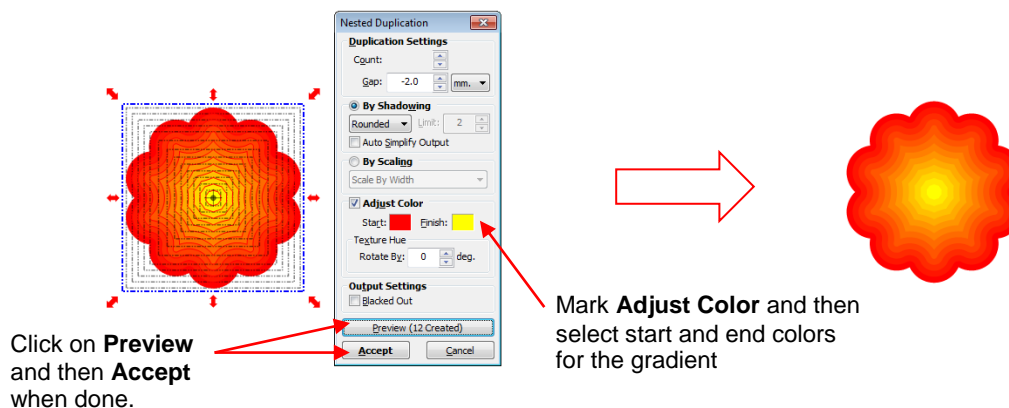 Nested Duplication
Duplication Settings
Count:
Gap: -2.0 mm.
By Shadowing
Rounded Limit: 2
Auto Simplify Output
By Scaling
Scale By Width
Adjust Color
Start: Finish:
Texture Hue
Rotate By: 0 deg.
Output Settings
Blacked Out
Preview (12 Created)
Accept Cancel
Click on Preview
and then Accept
when done.
Mark Adjust Color and then
select start and end colors
for the gradient